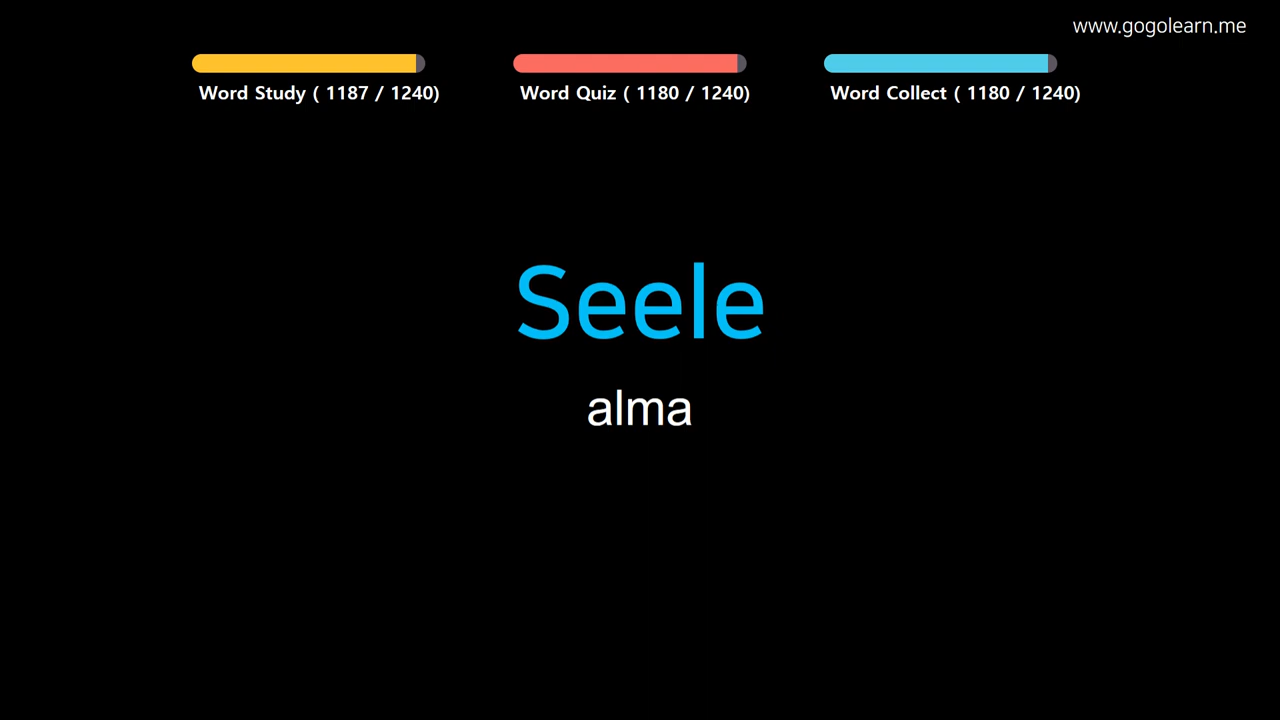 www.gogolearn.me
Word Study ( 1187 / 1240)
Word Quiz ( 1180 / 1240)
Word Collect ( 1180 / 1240)
Seele
alma